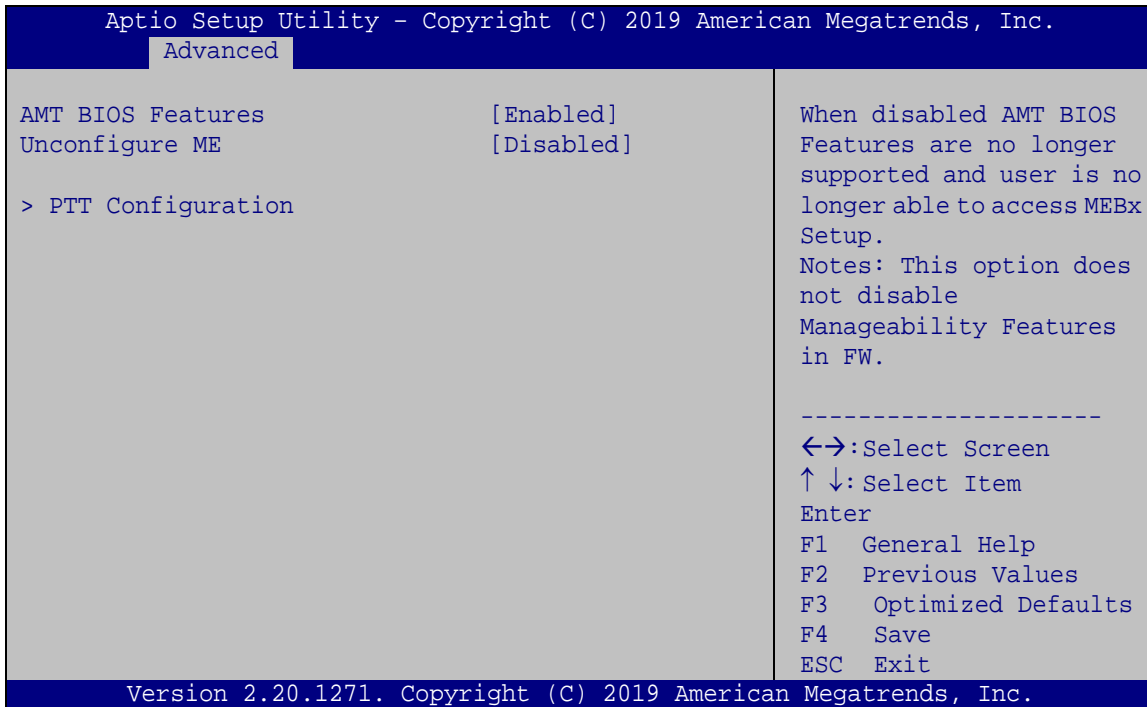 Aptio Setup Utility – Copyright (C) 2019 American Megatrends, Inc.
Advanced
AMT BIOS Features [Enabled]
Unconfigure ME [Disabled]
> PTT Configuration
When disabled AMT BIOS
Features are no longer
supported and user is no
longer able to access MEBx
Setup.
Notes: This option does
not disable
Manageability Features
in FW.
---------------------
←→:Select Screen
↑ ↓:Select Item
Enter
F1 General Help
F2 Previous Values
F3 Optimized Defaults
F4 Save
ESC Exit
Version 2.20.1271. Copyright (C) 2019 American Megatrends, Inc.